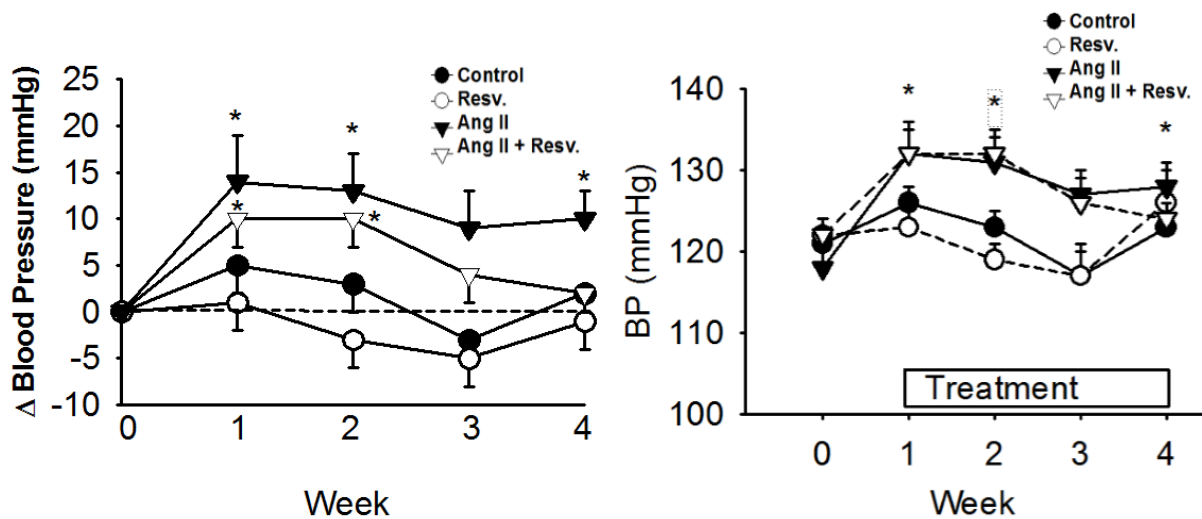 Δ Blood Pressure (mmHg)
25
20
15
10
5
0
-5
-10
0 1 2 3 4
Week
Control
Resv.
Ang II
Ang II + Resv.
* * *
* *
BP (mmHg)
140
130
120
110
100
0 1 2 3 4
Week
Control
Resv.
Ang II
Ang II + Resv.
* * *
Treatment